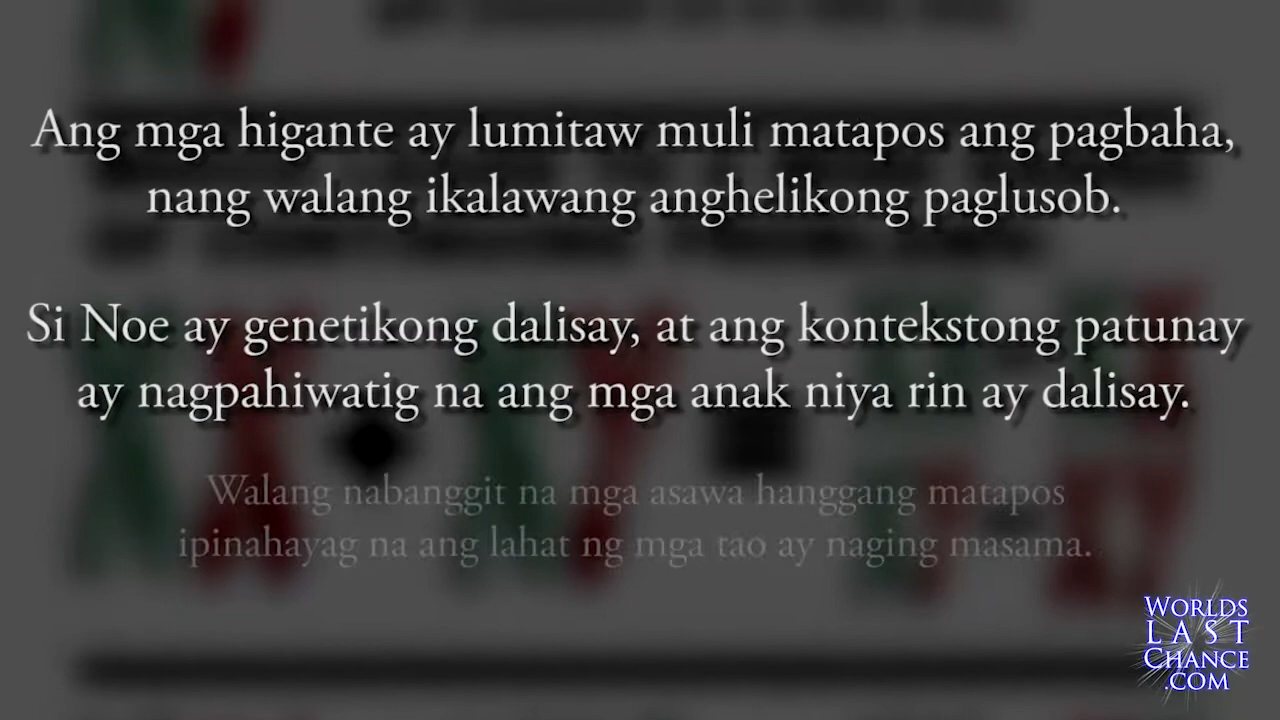 Ang mga higante ay lumitaw muli matapos ang pagbaha,
nang walang ikalawang anghelikong paglusob.
Si Noe ay genetikong dalisay, at ang kontekstong patunay
ay nagpahiwatig na ang mga anak niya rin ay dalisay.
Walang nabanggit na mga asawa hanggang matapos
ipinahayag na ang lahat ng mga tao ay naging masama.
WORLDS
LAST
CHANCE
.COM